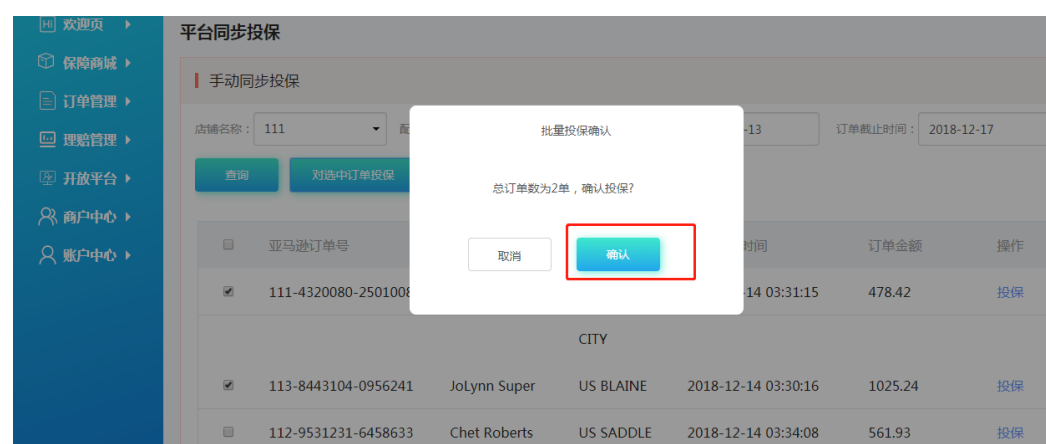 Hi 欢迎页
保障商城
订单管理
理赔管理
开放平台
商户中心
账户中心
平台同步投保
手动同步投保
店铺名称： 111 配 -13 订单截止时间： 2018-12-17
查询 对选中订单投保
批量投保确认
总订单数为2单，确认投保?
取消 确认
亚马逊订单号 时间 订单金额 操作
111-4320080-2501008 -14 03:31:15 478.42 投保
CITY
113-8443104-0956241 JoLynn Super US BLAINE 2018-12-14 03:30:16 1025.24 投保
112-9531231-6458633 Chet Roberts US SADDLE 2018-12-14 03:34:08 561.93 投保